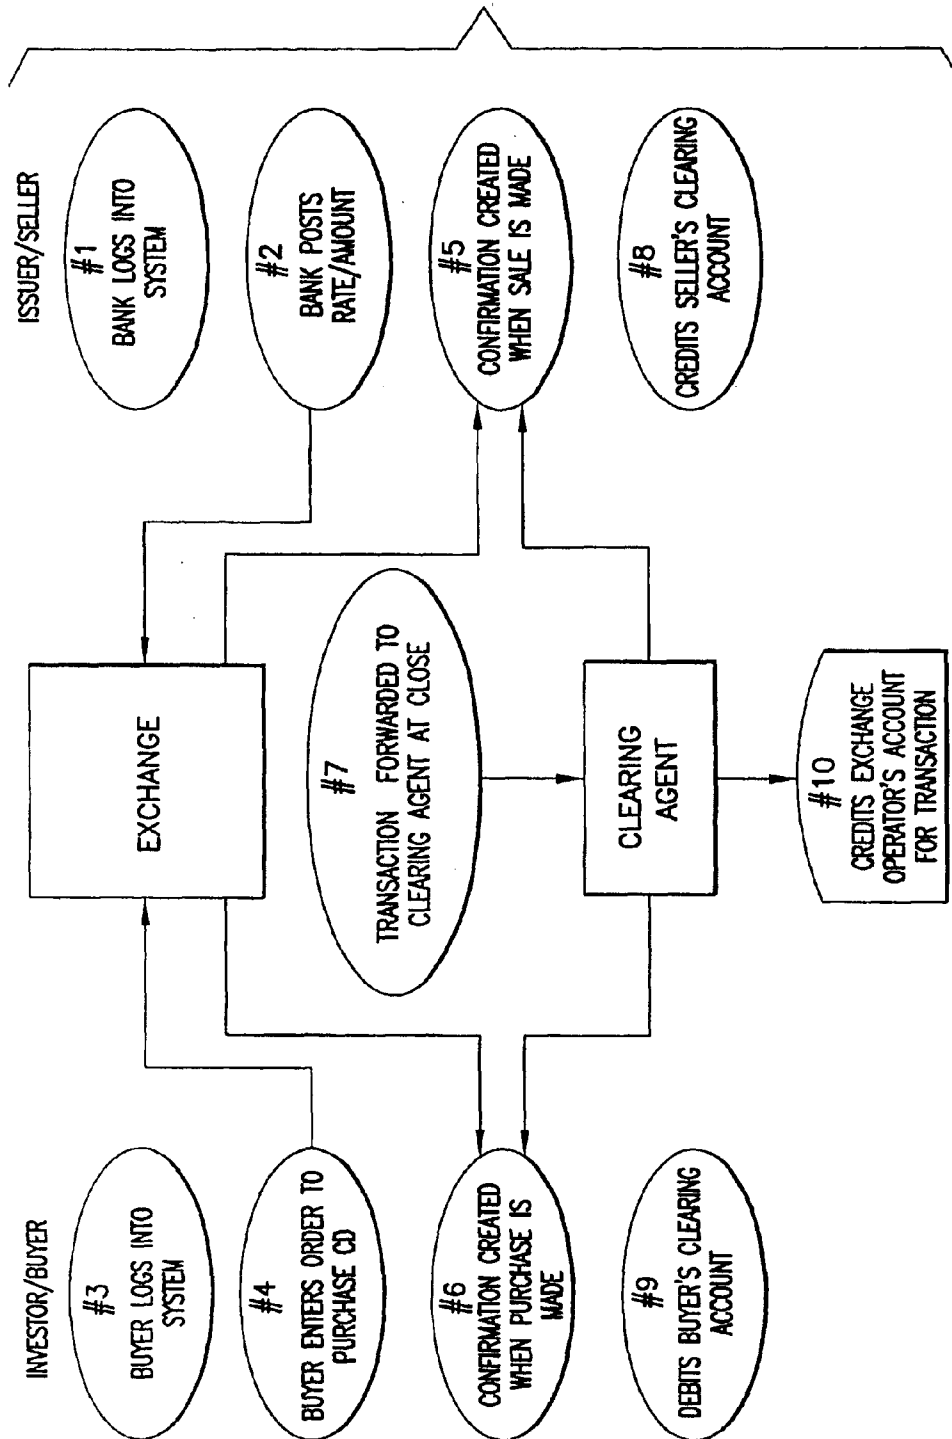 INVESTOR/BUYER
#3
BUYER LOGS INTO
SYSTEM
#4
BUYER ENTERS ORDER TO
PURCHASE CD
#6
CONFIRMATION CREATED
WHEN PURCHASE IS
MADE
#9
DEBITS BUYER'S CLEARING
ACCOUNT
EXCHANGE
#7
TRANSACTION FORWARDED TO
CLEARING AGENT AT CLOSE
CLEARING
AGENT
#10
CREDITS EXCHANGE
OPERATOR'S ACCOUNT
FOR TRANSACTION
ISSUER/SELLER
#1
BANK LOGS INTO
SYSTEM
#2
BANK POSTS
RATE/AMOUNT
#5
CONFIRMATION CREATED
WHEN SALE IS MADE
#8
CREDITS SELLER'S CLEARING
ACCOUNT